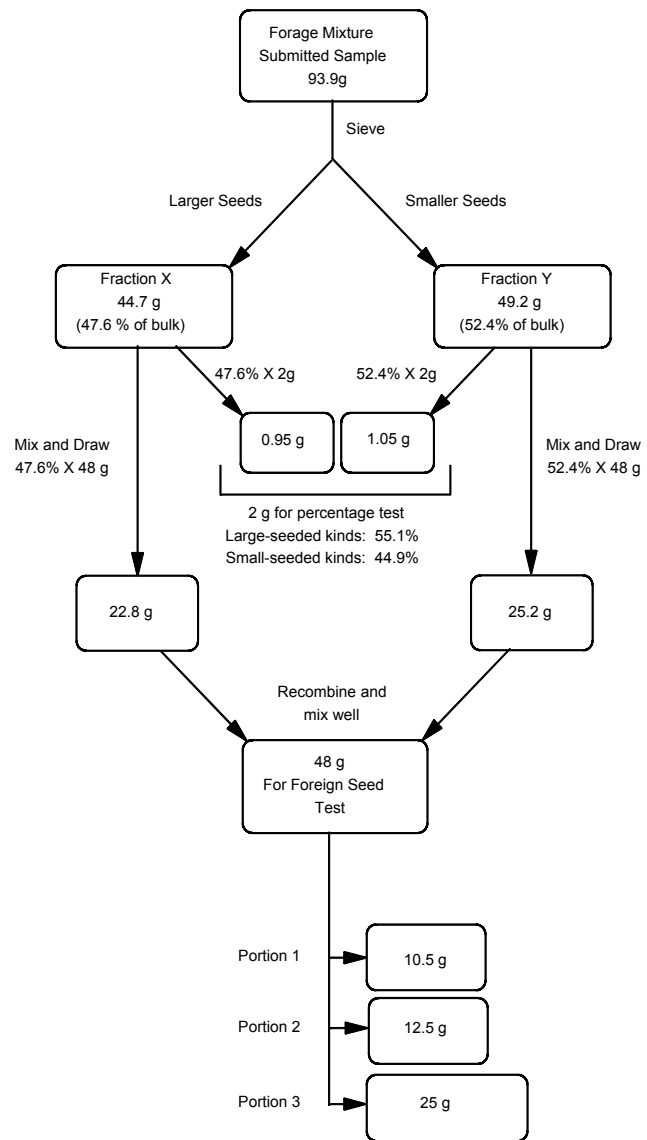 Forage Mixture
Submitted Sample
93.9g
Sieve
Larger Seeds
Smaller Seeds
Fraction X
44.7 g
(47.6 % of bulk)
Fraction Y
49.2 g
(52.4% of bulk)
47.6% X 2g
52.4% X 2g
0.95 g
1.05 g
Mix and Draw
47.6% X 48 g
Mix and Draw
52.4% X 48 g
2 g for percentage test
Large-seeded kinds: 55.1%
Small-seeded kinds: 44.9%
22.8 g
25.2 g
Recombine and
mix well
48 g
For Foreign Seed
Test
Portion 1
10.5 g
Portion 2
12.5 g
Portion 3
25 g